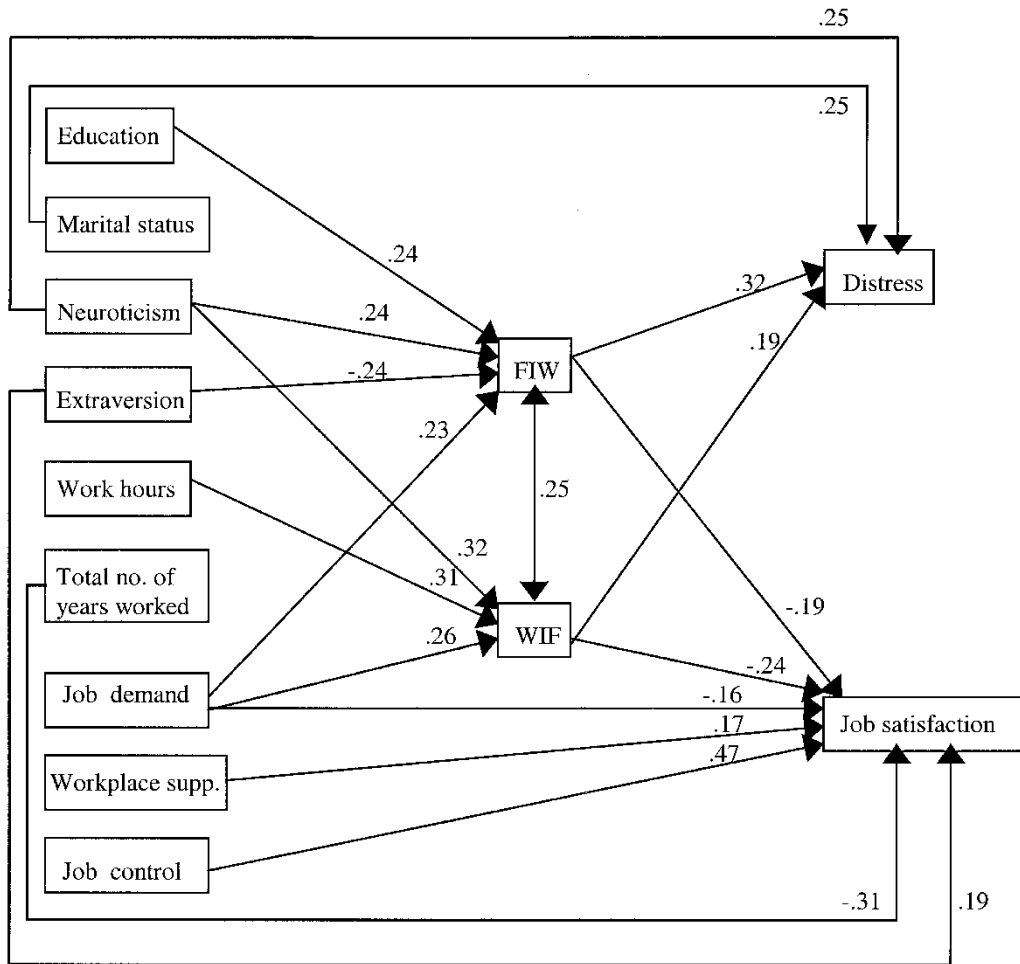 .25
.25
Education
Marital status
.24
.32
Distress
Neuroticism
.24
.19
FIW
-.24
Extraversion
.23
Work hours
.25
.32
.31
Total no. of
years worked
-.19
.26
WIF
-.24
Job demand
-.16
.17
Job satisfaction
Workplace supp.
.47
Job control
-.31
.19